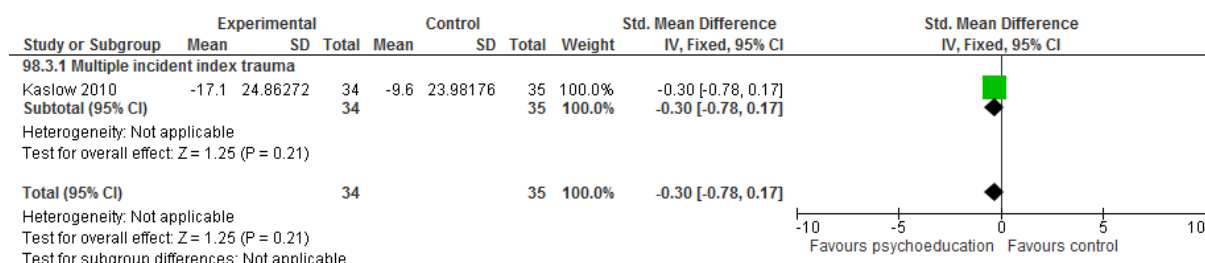 Experimental Control Std. Mean Difference Std. Mean Difference
Study or Subgroup Mean SD Total Mean SD Total Weight IV, Fixed, 95% CI IV, Fixed, 95% CI
98.3.1 Multiple incident index trauma
Kaslow 2010 -17.1 24.86272 34 -9.6 23.98176 35 100.0% -0.30 [-0.78, 0.17]
Subtotal (95% CI) 34 35 100.0% -0.30 [-0.78, 0.17]
Heterogeneity: Not applicable
Test for overall effect: Z = 1.25 (P = 0.21)
Total (95% CI) 34 35 100.0% -0.30 [-0.78, 0.17]
Heterogeneity: Not applicable
Test for overall effect: Z = 1.25 (P = 0.21)
Test for subgroup differences: Not applicable
-10 -5 0 5 10
Favours psychoeducation Favours control